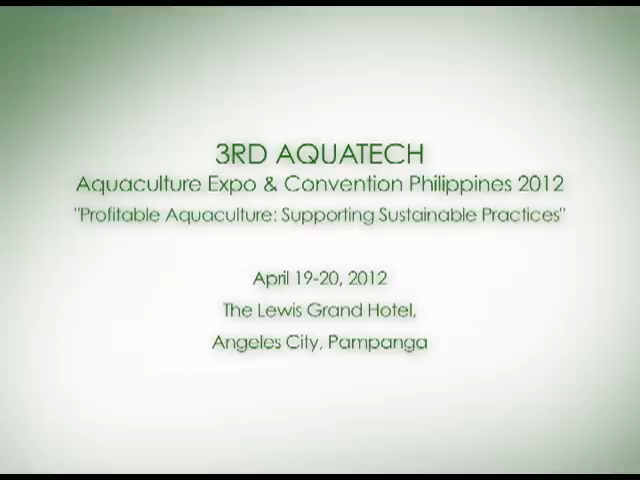 3RD AQUATECH
Aquaculture Expo & Convention Philippines 2012
"Profitable Aquaculture: Supporting Sustainable Practices"
April 19-20, 2012
The Lewis Grand Hotel,
Angeles City, Pampanga